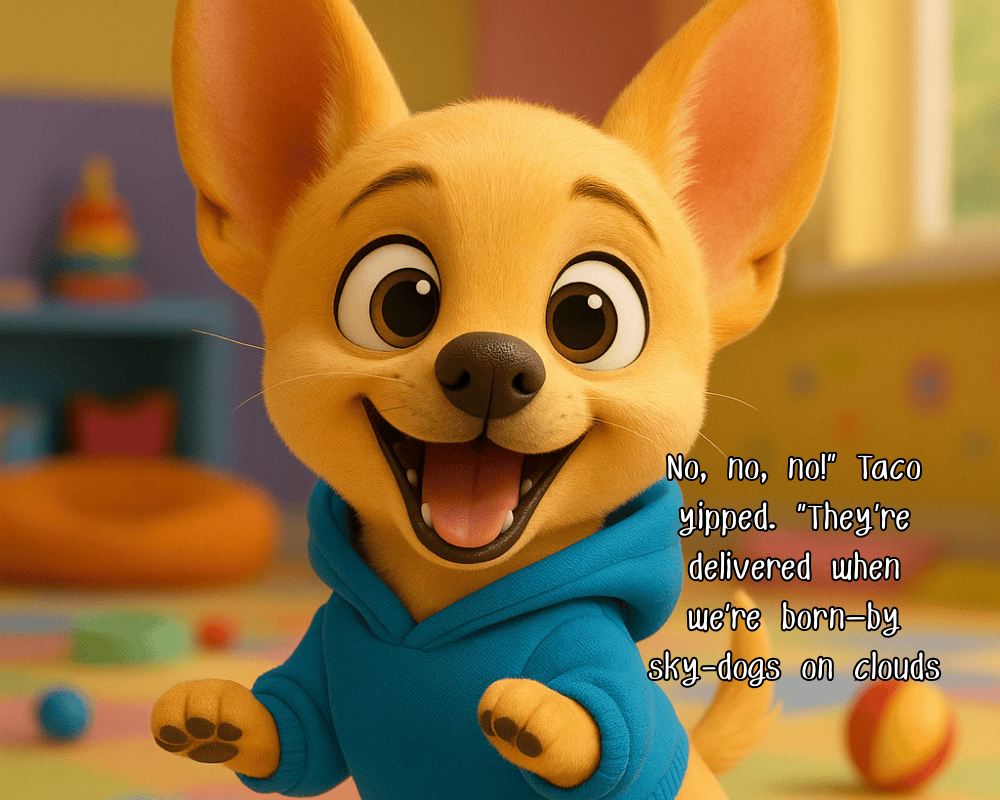 No, no, no!" Taco
yipped. "They're
delivered when
we're born—by
sky-dogs on clouds